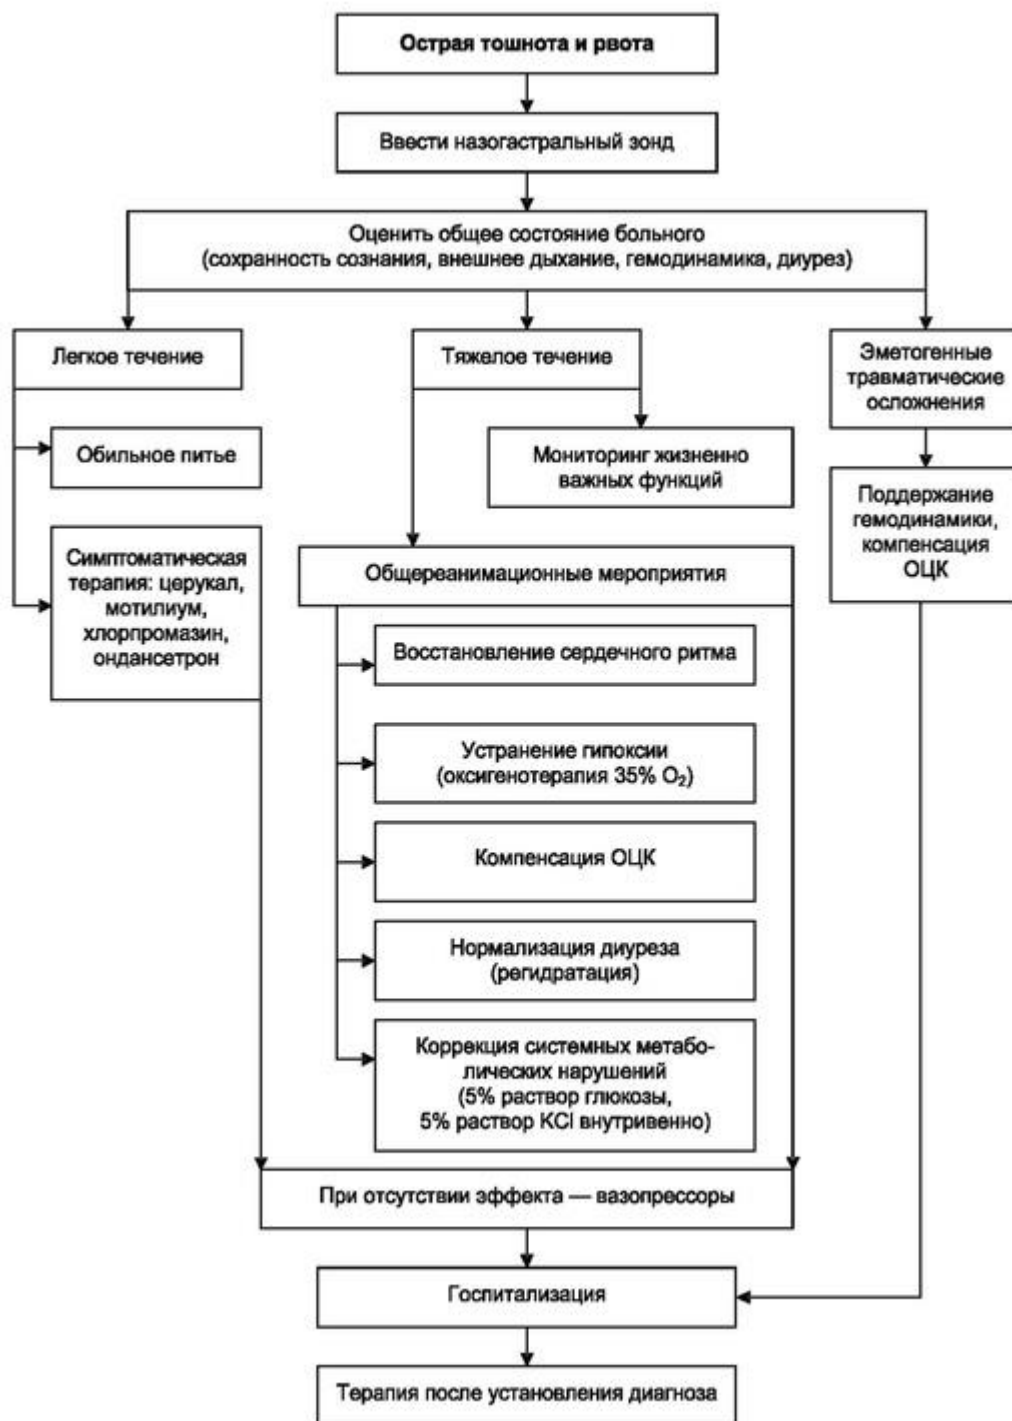 Острая тошнота и рвота
Ввести назогастральный зонд
Оценить общее состояние больного
(сохранность сознания, внешнее дыхание, гемодинамика, диурез)
Легкое течение
Обильное питье
Симптоматическая
терапия: церукал,
мотилиум,
хлорпромазин,
ондансетрон
Тяжелое течение
Мониторинг жизненно
важных функций
Общереанимационные мероприятия
Восстановление сердечного ритма
Устранение гипоксии
(оксигенотерапия 35% O₂)
Компенсация ОЦК
Нормализация диуреза
(регидратация)
Коррекция системных метабо-
лических нарушений
(5% раствор глюкозы,
5% раствор KCl внутривенно)
Эметогенные
травматические
осложнения
Поддержание
гемодинамики,
компенсация
ОЦК
При отсутствии эффекта — вазопрессоры
Госпитализация
Терапия после установления диагноза